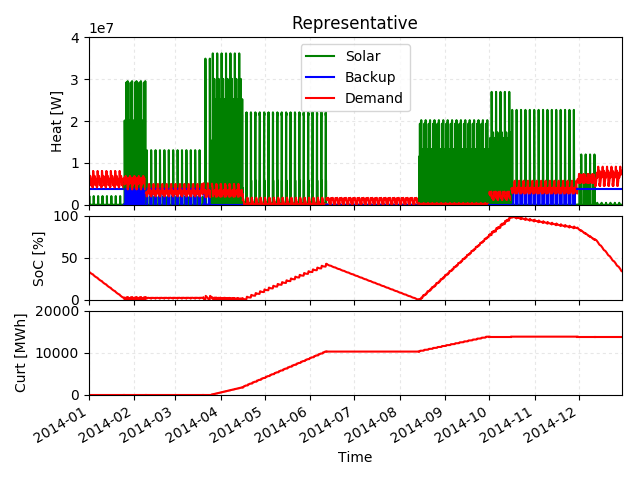 Representative
1e7
4
3
2
1
0
Heat [W]
Solar
Backup
Demand
100
50
0
SoC [%]
20000
10000
0
Curt [MWh]
2014-01
2014-02
2014-03
2014-04
2014-05
2014-06
2014-07
2014-08
2014-09
2014-10
2014-11
2014-12
Time